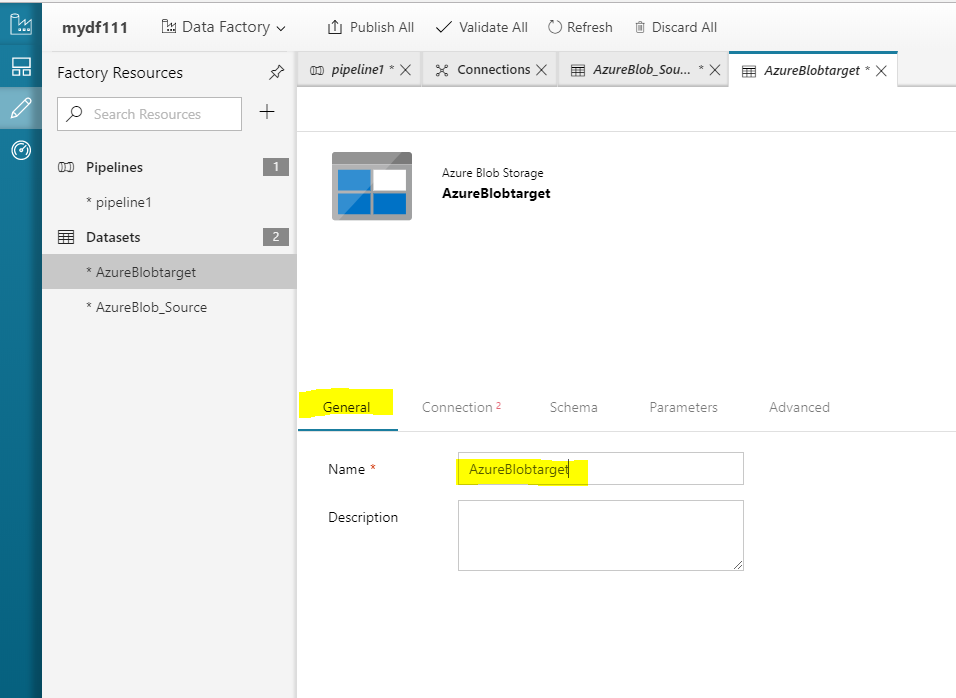 mydf111 Data Factory Publish All Validate All Refresh Discard All
Factory Resources
pipeline1 * Connections AzureBlob_Sou... * AzureBlobtarget *
Search Resources
Pipelines 1
* pipeline1
Datasets 2
* AzureBlobtarget
* AzureBlob_Source
Azure Blob Storage
AzureBlobtarget
General Connection 2 Schema Parameters Advanced
Name * AzureBlobtarget
Description